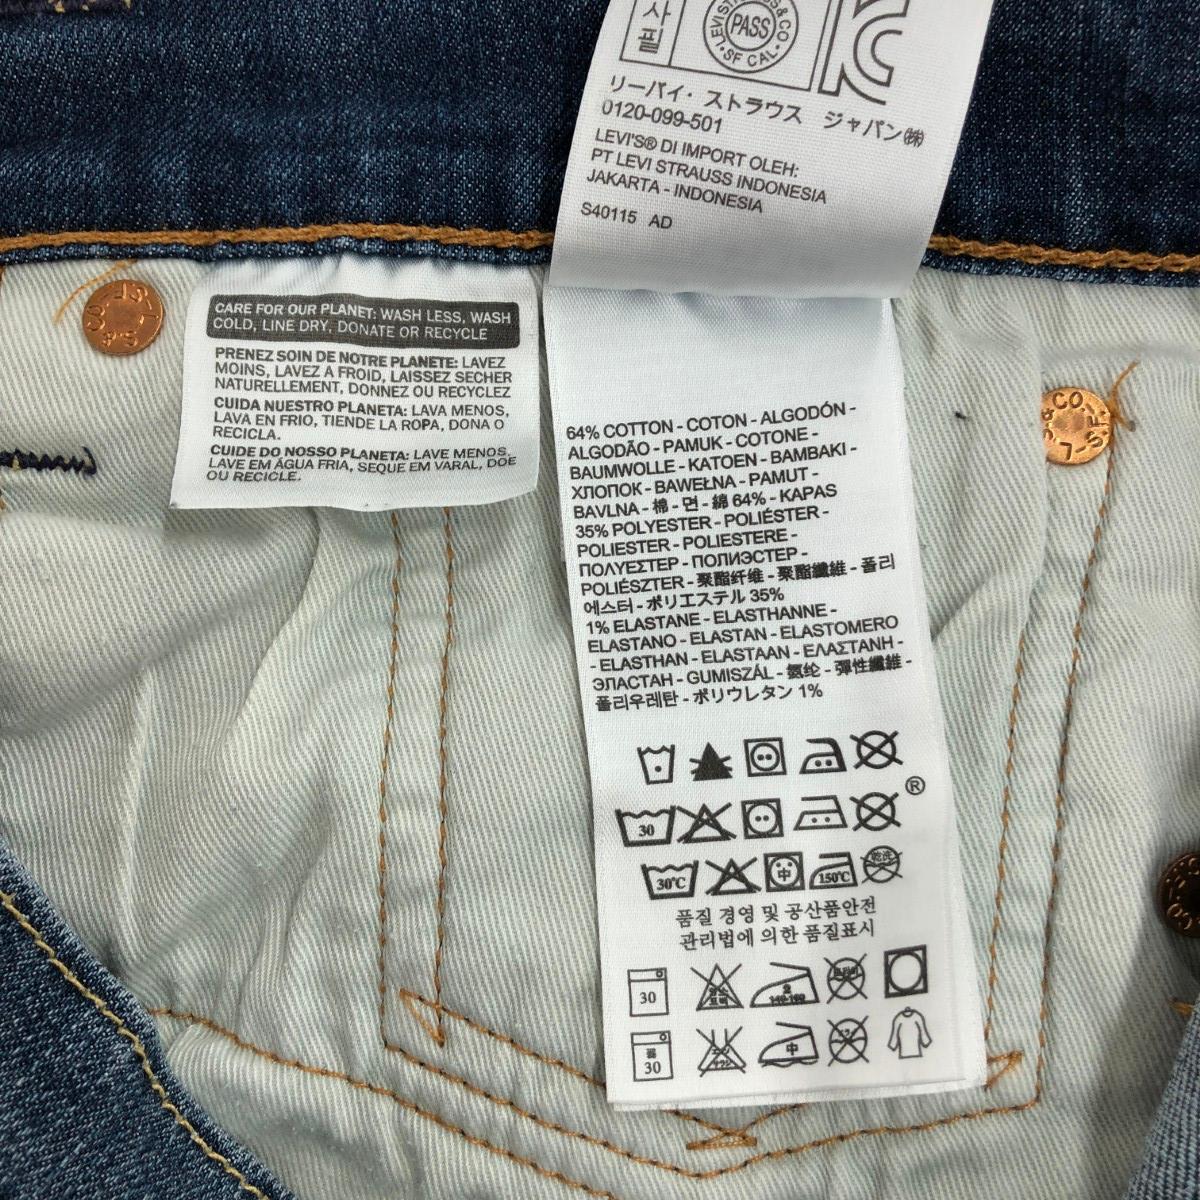 사
필
LEVI STRAUSS & CO
PASS
SF CAL
リーバイ・ストラウス ジャパン㈱
0120-099-501
LEVI'S® DI IMPORT OLEH:
PT LEVI STRAUSS INDONESIA
JAKARTA - INDONESIA
S40115 AD
CARE FOR OUR PLANET: WASH LESS, WASH
COLD, LINE DRY, DONATE OR RECYCLE
PRENEZ SOIN DE NOTRE PLANETE: LAVEZ
MOINS, LAVEZ A FROID, LAISSEZ SECHER
NATURELLEMENT, DONNEZ OU RECYCLEZ
CUIDA NUESTRO PLANETA: LAVA MENOS,
LAVA EN FRIO, TIENDE LA ROPA, DONA O
RECICLA.
CUIDE DO NOSSO PLANETA: LAVE MENOS,
LAVE EM ÁGUA FRIA, SEQUE EM VARAL, DOE
OU RECICLE.
64% COTTON - COTON - ALGODÓN -
ALGODÃO - PAMUK - COTONE -
BAUMWOLLE - KATOEN - BAMBAKI -
ХЛОПОК - BAWEŁNA - PAMUT -
BAVLNA - 棉 - 면 - 綿 64% - KAPAS
35% POLYESTER - POLIÉSTER -
POLIESTER - POLIESTERE -
ΠΟΛΥΕΣΤΕΡ - ПОЛИЭСТЕР -
POLIÉSZTER - 聚酯纤维 - 聚酯纖維 - 폴리
에스터 - ポリエステル 35%
1% ELASTANE - ELASTHANNE -
ELASTANO - ELASTAN - ELASTOMERO
- ELASTHAN - ELASTAAN - ΕΛΑΣΤΑΝΗ -
ЭЛАСТАН - GUMISZÁL - 氨纶 - 彈性纖維 -
폴리우레탄 - ポリウレタン 1%
®
30
30℃ 中 150℃ 乾洗
품질 경영 및 공산품안전
관리법에 의한 품질표시
30
30 中
L.S.&CO.-S.F.